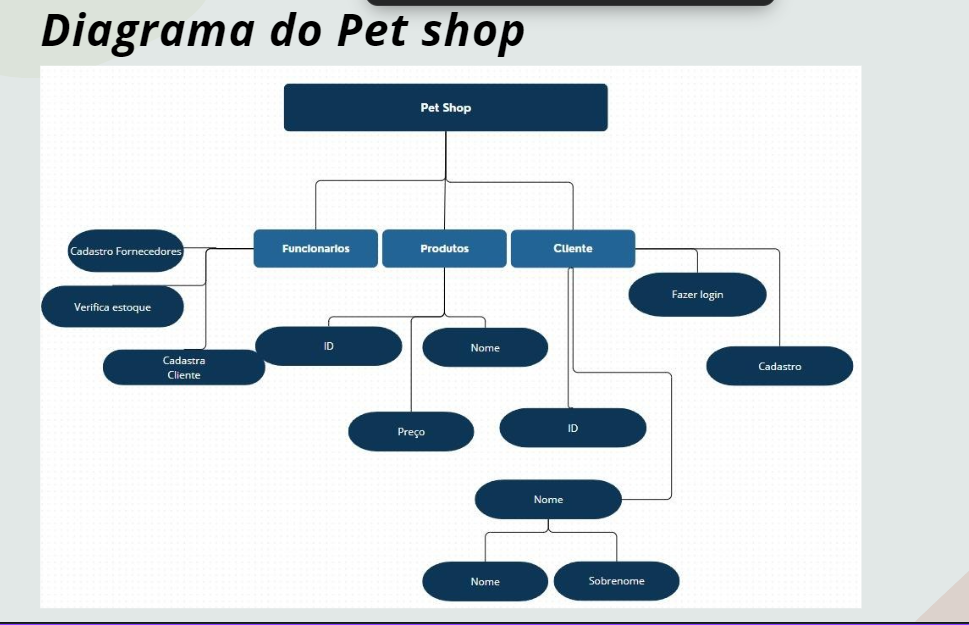 Diagrama do Pet shop
Pet Shop
Funcionarios
Produtos
Cliente
Cadastro Fornecedores
Verifica estoque
Cadastra
Cliente
ID
Nome
Preço
Fazer login
Cadastro
ID
Nome
Nome
Sobrenome